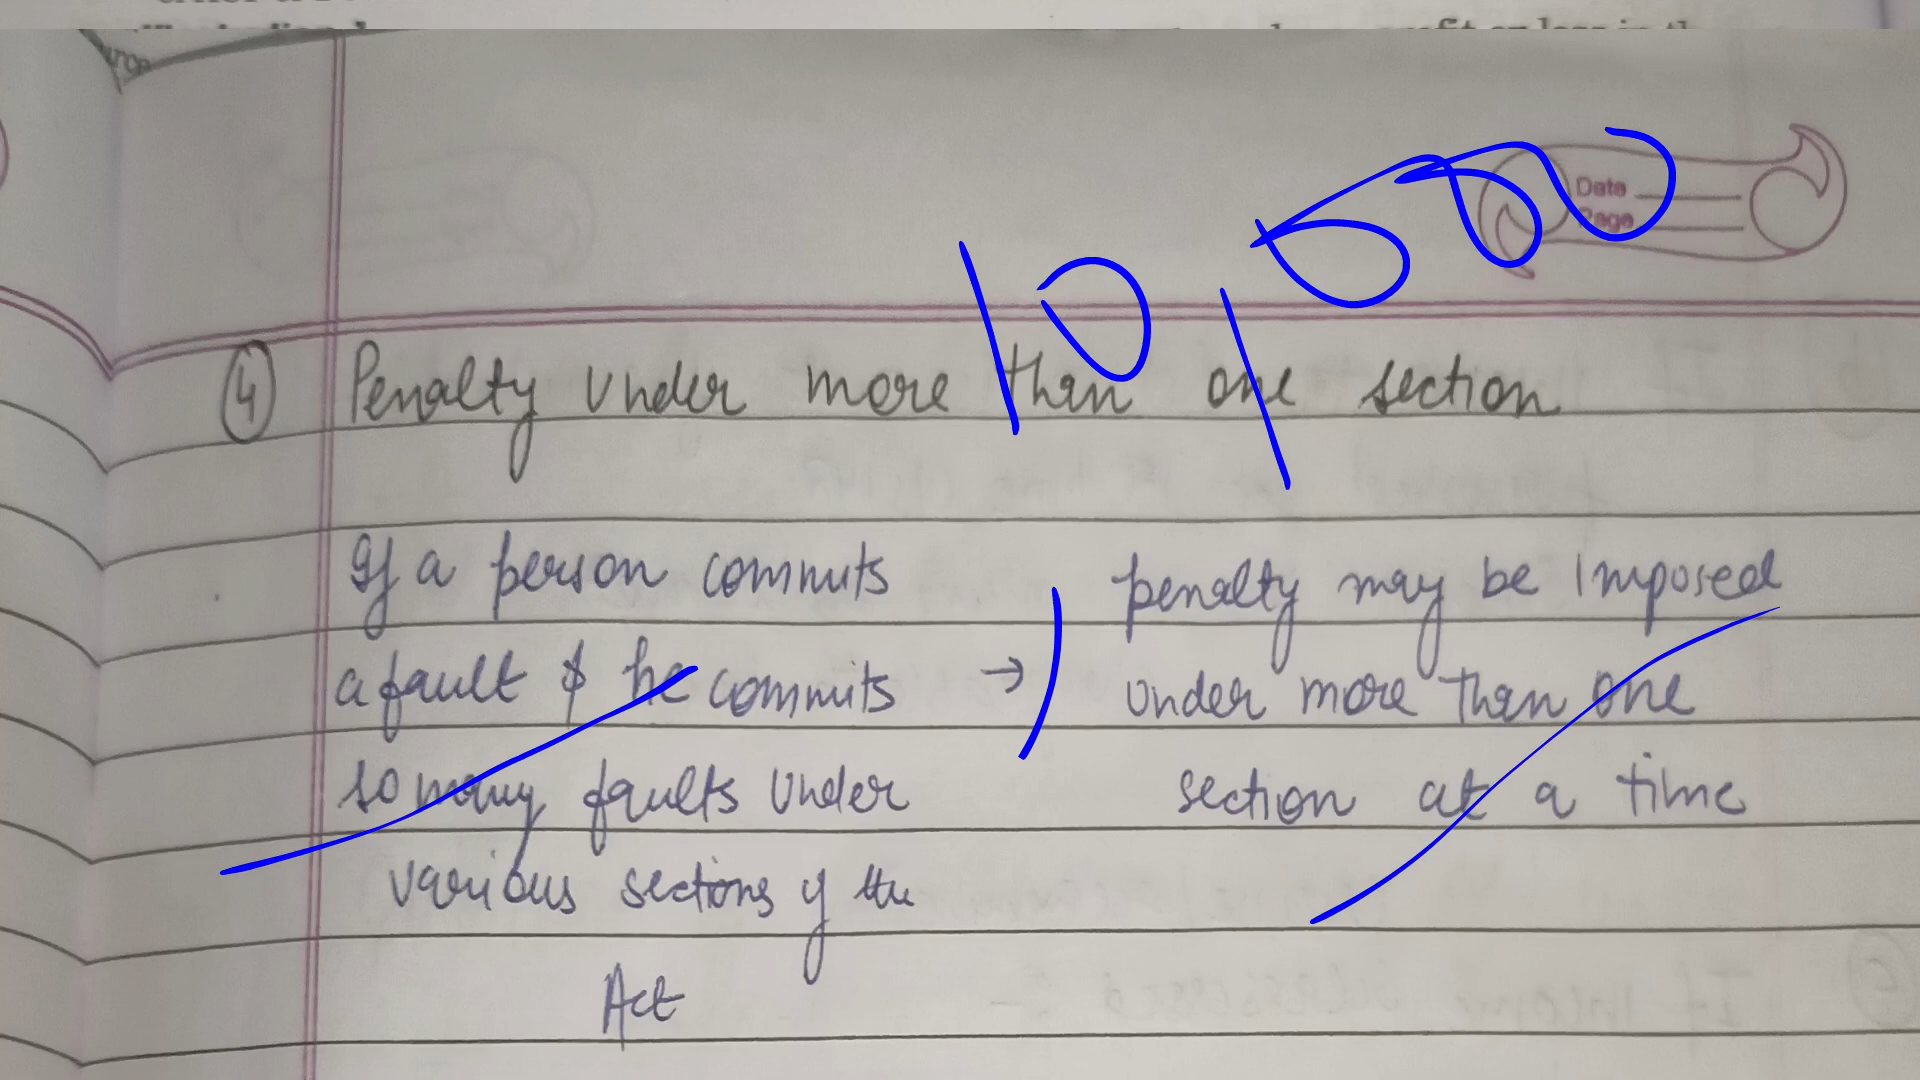 10,000
Date
Page
④ Penalty under more than one section
If a person commits
a fault & he commits →
so many faults under
various sections of the
Act
penalty may be imposed
under more than one
section at a time